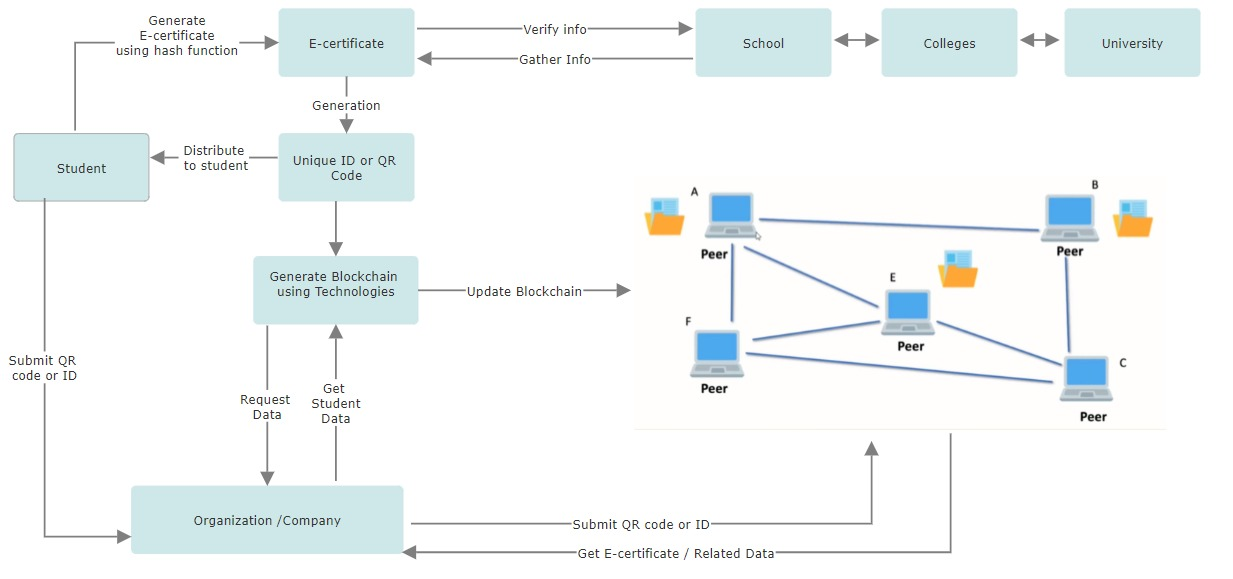 Generate
E-certificate
using hash function
E-certificate
Verify info
Gather Info
School
Colleges
University
Generation
Student
Distribute
to student
Unique ID or QR
Code
Generate Blockchain
using Technologies
Update Blockchain
A
Peer
B
Peer
E
Peer
F
Peer
C
Peer
Submit QR
code or ID
Request
Data
Get
Student
Data
Organization /Company
Submit QR code or ID
Get E-certificate / Related Data